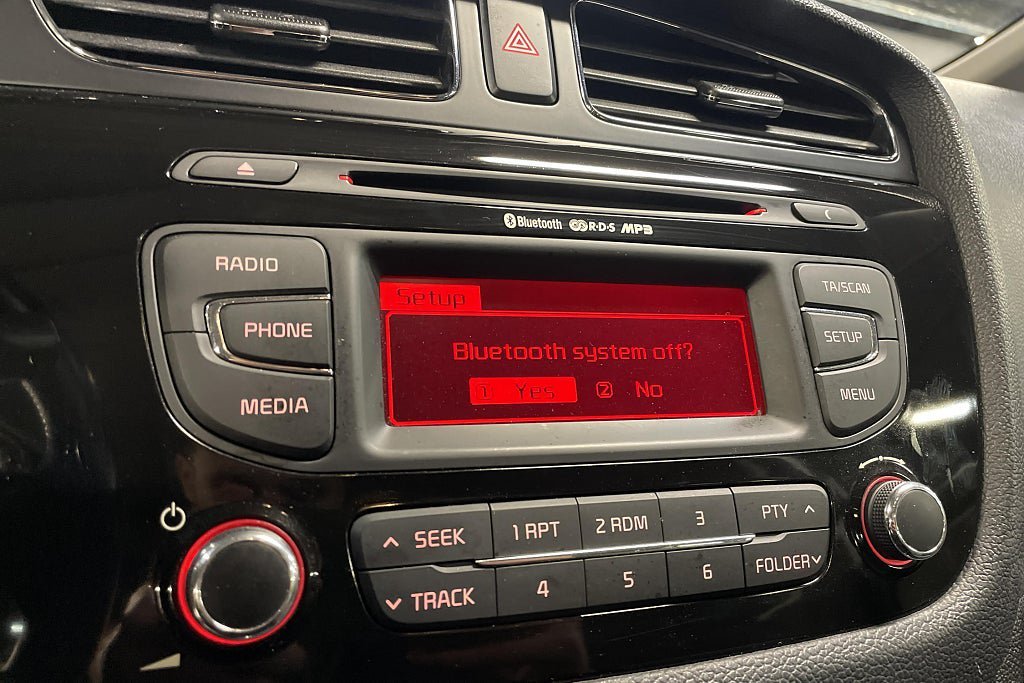 Bluetooth R·D·S MP3
RADIO
PHONE
MEDIA
Setup
Bluetooth system off?
1 Yes 2 No
TA/SCAN
SETUP
MENU
SEEK 1 RPT 2 RDM 3 PTY
TRACK 4 5 6 FOLDER